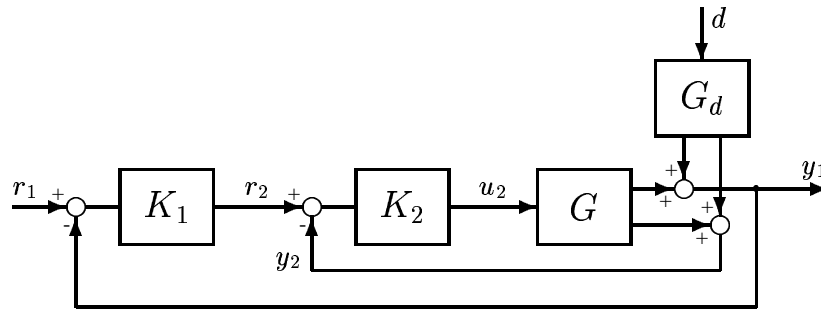 d
G_d
y_1
r_1 + - K_1 r_2 + - K_2 u_2 G + + + +
y_2